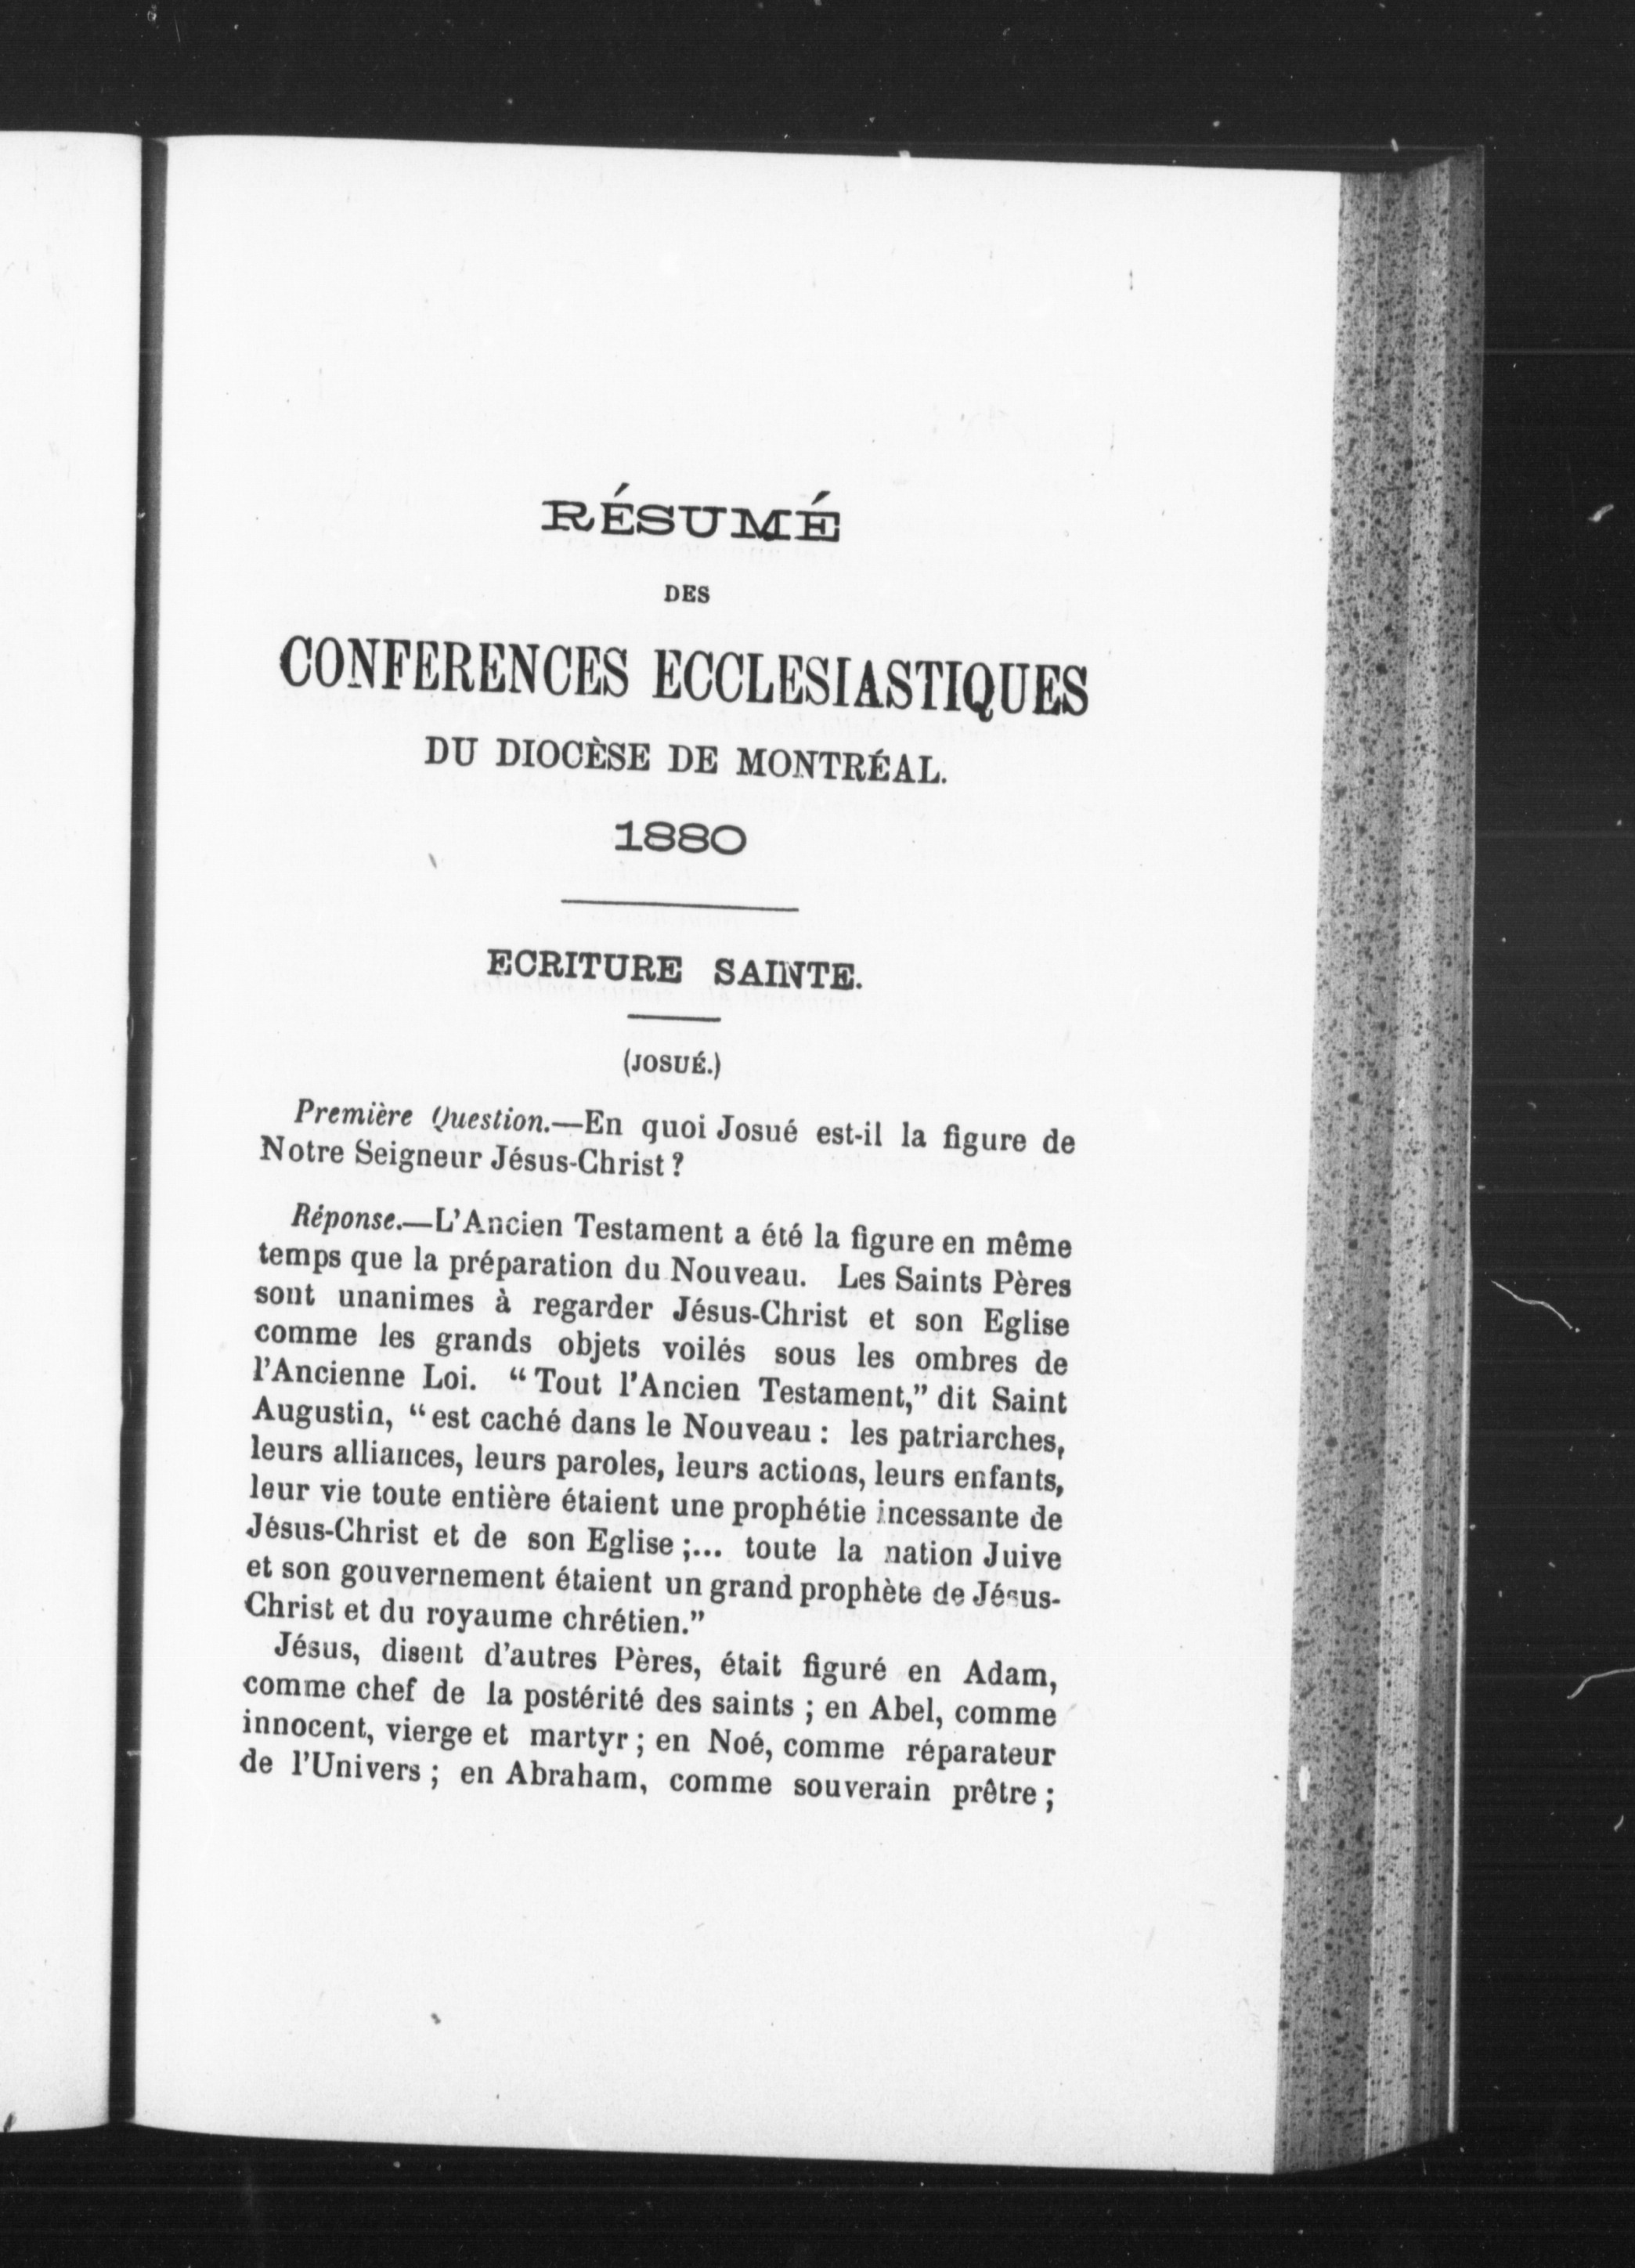 RÉSUMÉ
DES
CONFERENCES ECCLESIASTIQUES
DU DIOCÈSE DE MONTRÉAL.
1880
ECRITURE SAINTE.
(JOSUÉ.)
Première Question.—En quoi Josué est-il la figure de
Notre Seigneur Jésus-Christ ?
Réponse.—L'Ancien Testament a été la figure en même
temps que la préparation du Nouveau. Les Saints Pères
sont unanimes à regarder Jésus-Christ et son Eglise
comme les grands objets voilés sous les ombres de
l'Ancienne Loi. “ Tout l'Ancien Testament,” dit Saint
Augustin, “ est caché dans le Nouveau : les patriarches,
leurs alliances, leurs paroles, leurs actions, leurs enfants,
leur vie toute entière étaient une prophétie incessante de
Jésus-Christ et de son Eglise ;... toute la nation Juive
et son gouvernement étaient un grand prophète de Jésus-
Christ et du royaume chrétien.”
Jésus, disent d'autres Pères, était figuré en Adam,
comme chef de la postérité des saints ; en Abel, comme
innocent, vierge et martyr ; en Noé, comme réparateur
de l'Univers ; en Abraham, comme souverain prêtre ;